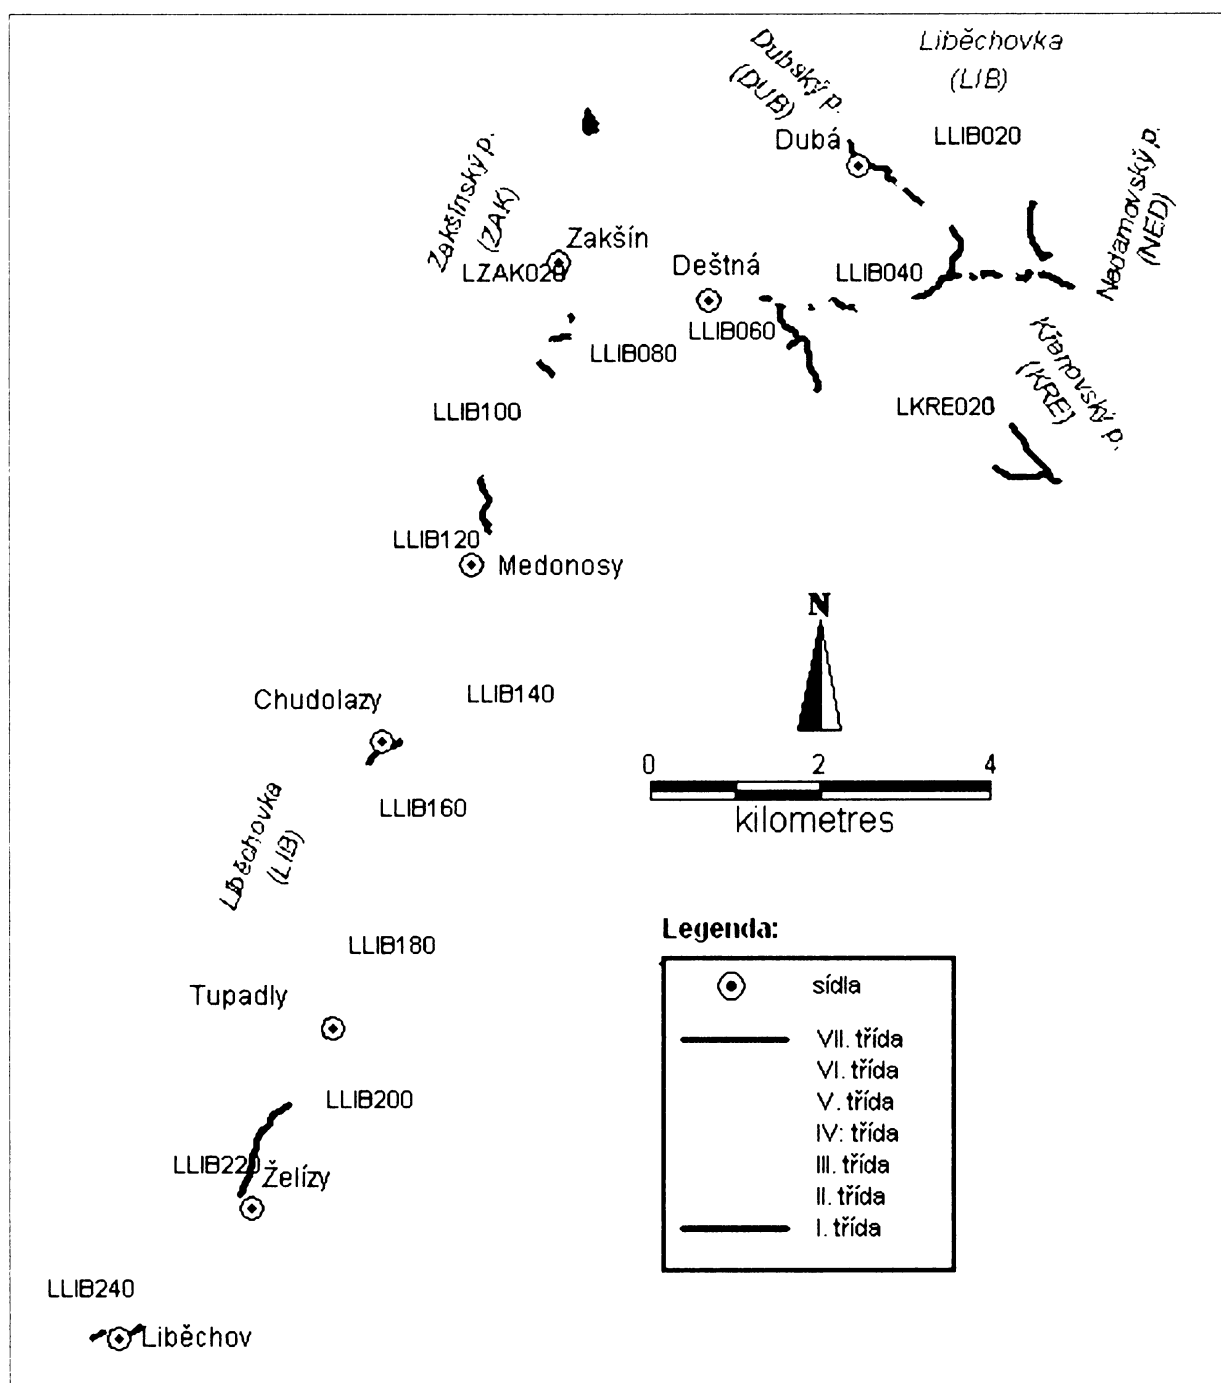 Liběchovka
(LIB)
Dubský p.
(DUB)
Dubá
LLIB020
Nedamovský p.
(NED)
Zakšínský p.
(ZAK)
Zakšín
LZAK020
Deštná
LLIB040
LLIB060
LLIB080
Křanovský p.
(KRE)
LLIB100
LKRE020
LLIB120
Medonosy
N
Chudolazy
LLIB140
0 2 4
kilometres
LLIB160
Liběchovka
(LIB)
LLIB180
Tupadly
Legenda:
sídla
VII. třída
VI. třída
V. třída
IV: třída
III. třída
II. třída
I. třída
LLIB200
LLIB220
Želízy
LLIB240
Liběchov